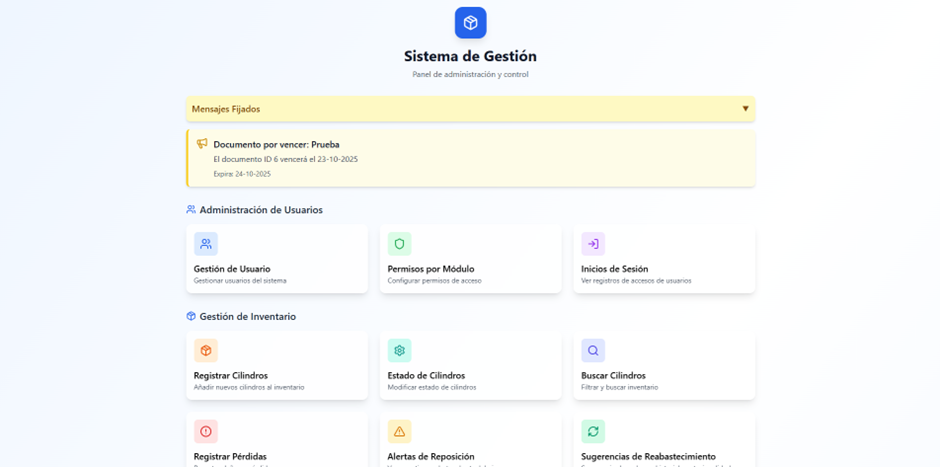 Sistema de Gestión
Panel de administración y control
Mensajes Fijados
Documento por vencer: Prueba
El documento ID 6 vencerá el 23-10-2025
Expira: 24-10-2025
Administración de Usuarios
Gestión de Usuario
Gestionar usuarios del sistema
Permisos por Módulo
Configurar permisos de acceso
Inicios de Sesión
Ver registros de accesos de usuarios
Gestión de Inventario
Registrar Cilindros
Añadir nuevos cilindros al inventario
Estado de Cilindros
Modificar estado de cilindros
Buscar Cilindros
Filtrar y buscar inventario
Registrar Pérdidas
Alertas de Reposición
Sugerencias de Reabastecimiento